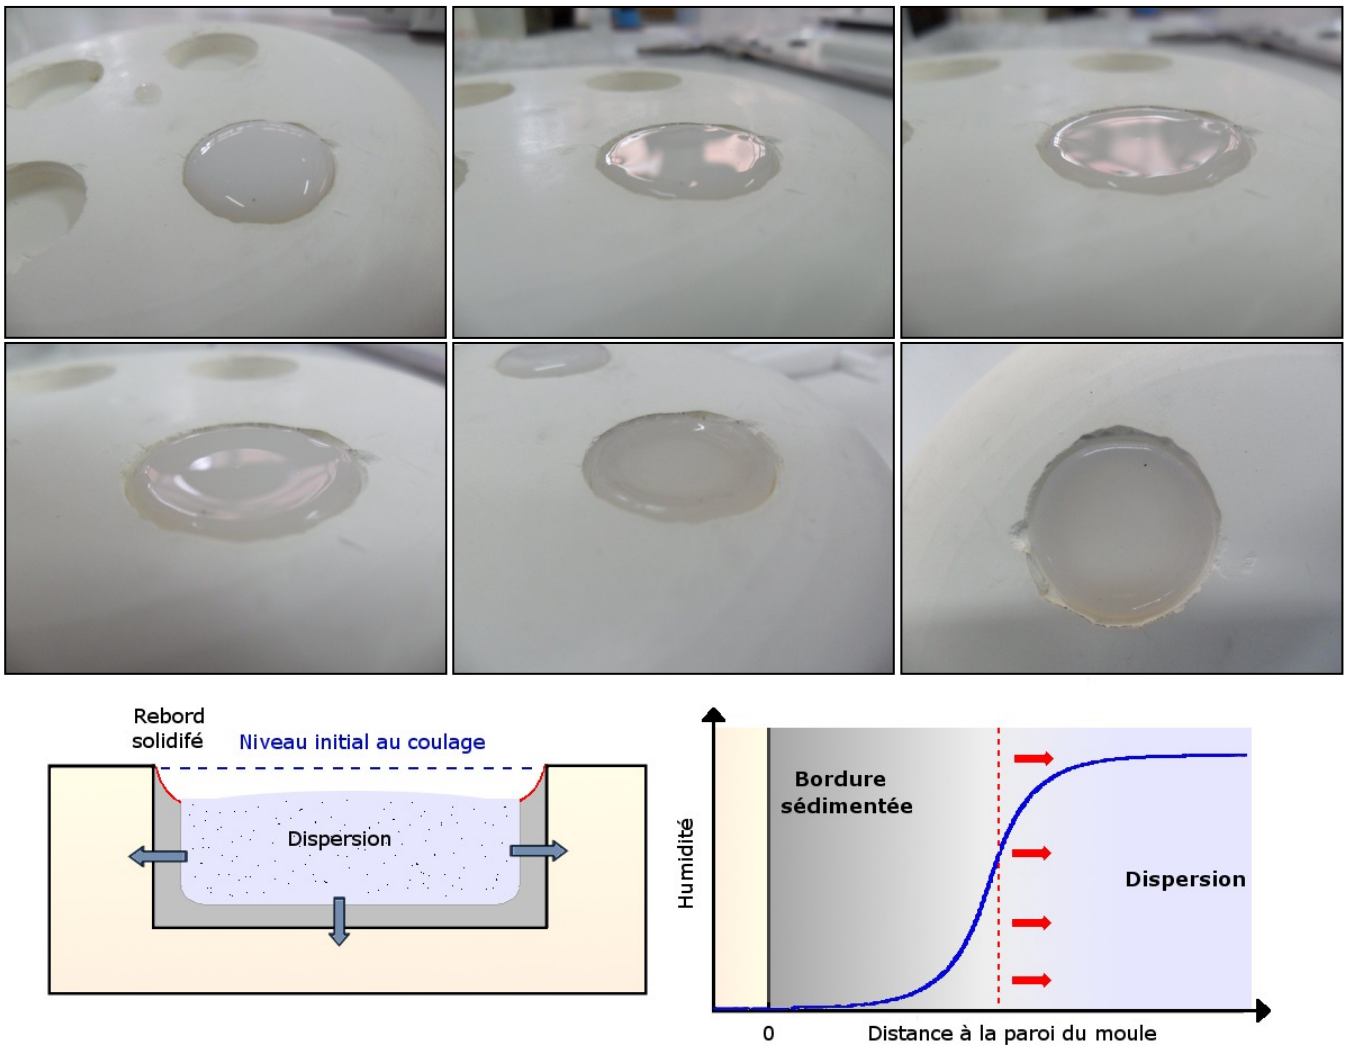 Rebord
solidifé
Niveau initial au coulage
Dispersion
Humidité
Bordure
sédimentée
Dispersion
0
Distance à la paroi du moule